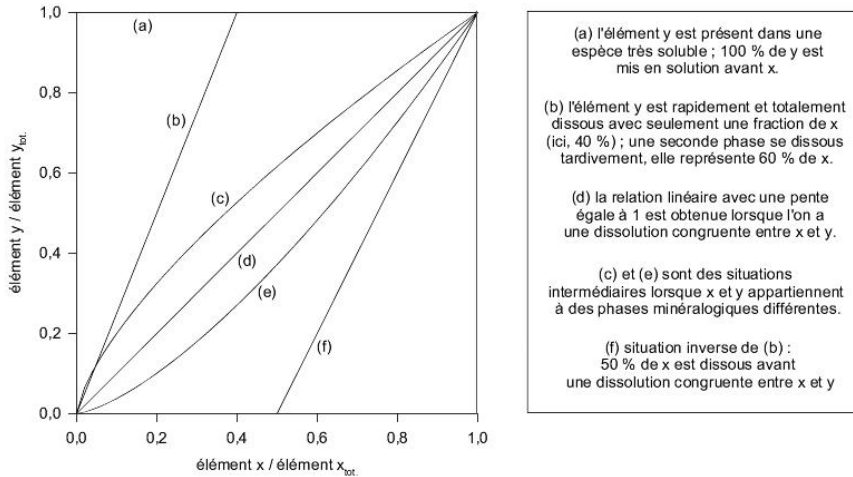 1,0
0,8
0,6
0,4
0,2
0,0
élément y / élément y tot.
(a)
(b)
(c)
(d)
(e)
(f)
0,0 0,2 0,4 0,6 0,8 1,0
élément x / élément x tot.
(a) l'élément y est présent dans une
espèce très soluble ; 100 % de y est
mis en solution avant x.
(b) l'élément y est rapidement et totalement
dissous avec seulement une fraction de x
(ici, 40 %) ; une seconde phase se dissous
tardivement, elle représente 60 % de x.
(d) la relation linéaire avec une pente
égale à 1 est obtenue lorsque l'on a
une dissolution congruente entre x et y.
(c) et (e) sont des situations
intermédiaires lorsque x et y appartiennent
à des phases minéralogiques différentes.
(f) situation inverse de (b) :
50 % de x est dissous avant
une dissolution congruente entre x et y